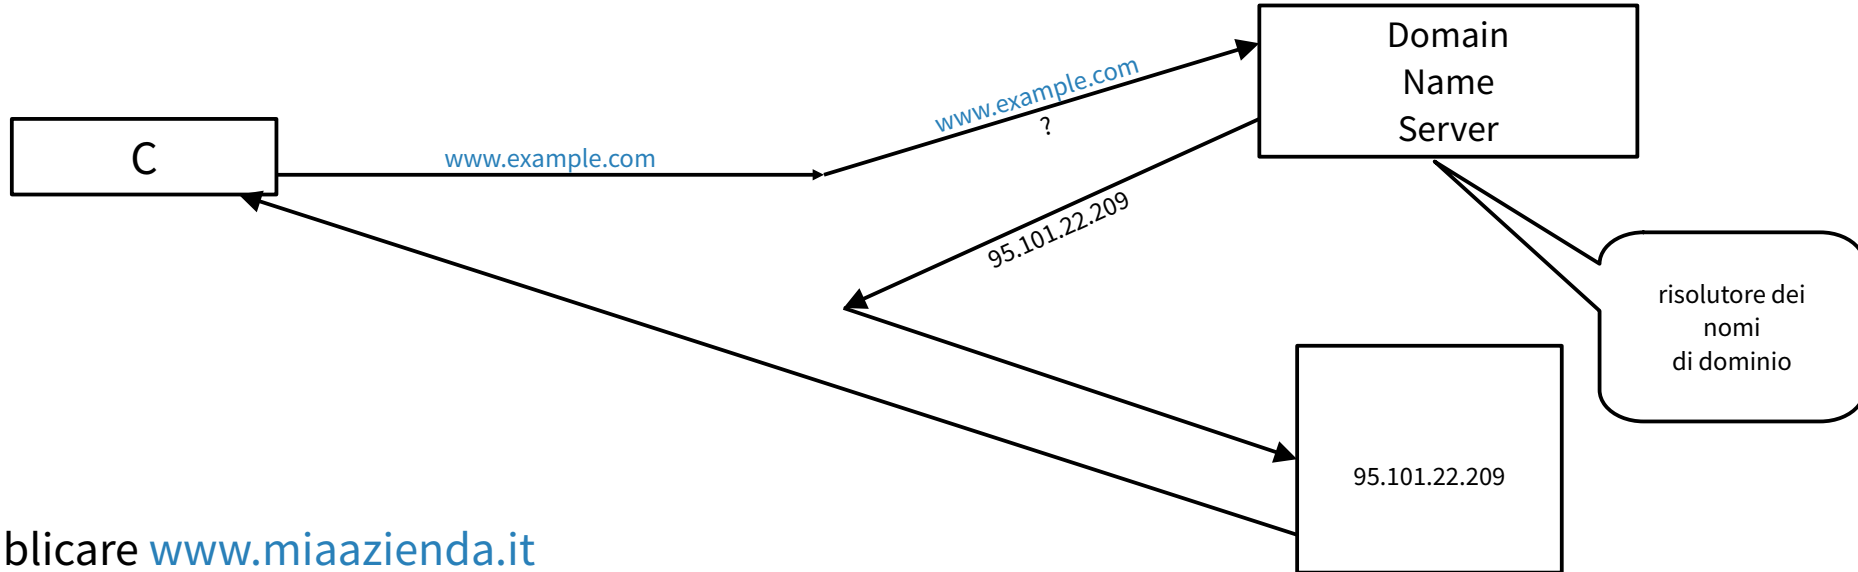 Domain
Name
Server
www.example.com
?
C
www.example.com
95.101.22.209
risolutore dei
nomi
di dominio
95.101.22.209
blicare www.miaazienda.it